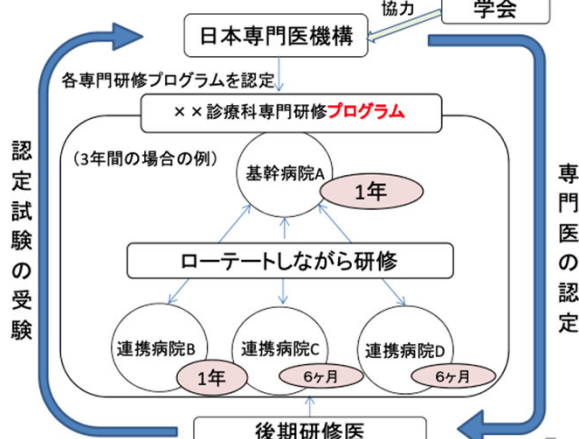 学会
協力
日本専門医機構
各専門研修プログラムを認定
××診療科専門研修プログラム
(3年間の場合の例)
基幹病院A
1年
ローテートしながら研修
連携病院B
1年
連携病院C
6ヶ月
連携病院D
6ヶ月
後期研修医
認定試験の受験
専門医の認定